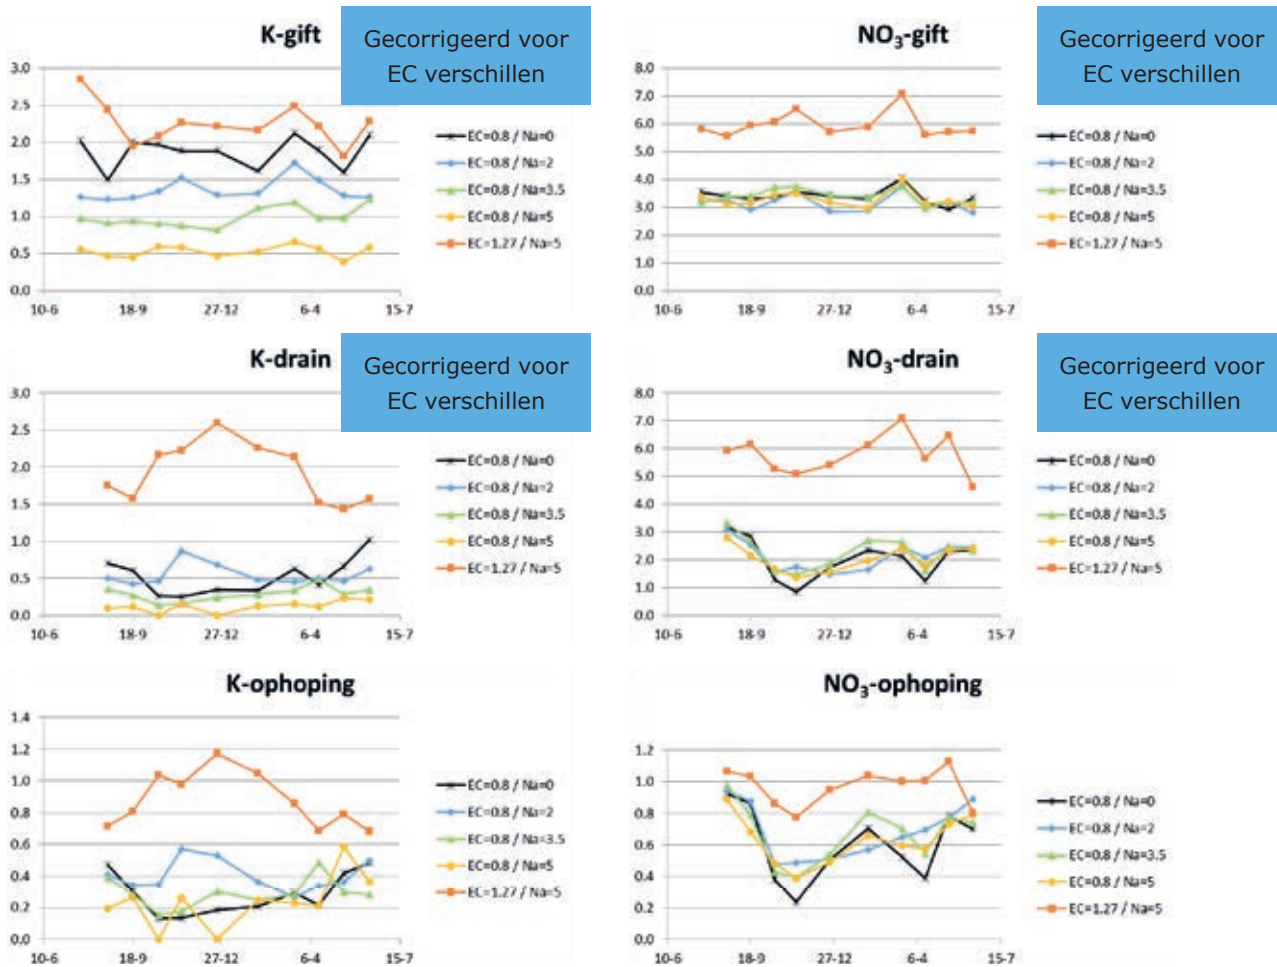 K-gift
Gecorrigeerd voor
EC verschillen
3.0
2.5
2.0
1.5
1.0
0.5
0.0
10-6 18-9 27-12 6-4 15-7
EC=0.8 / Na=0
EC=0.8 / Na=2
EC=0.8 / Na=3.5
EC=0.8 / Na=5
EC=1.27 / Na=5
NO₃-gift
Gecorrigeerd voor
EC verschillen
8.0
7.0
6.0
5.0
4.0
3.0
2.0
1.0
0.0
10-6 18-9 27-12 6-4 15-7
EC=0.8 / Na=0
EC=0.8 / Na=2
EC=0.8 / Na=3.5
EC=0.8 / Na=5
EC=1.27 / Na=5
K-drain
Gecorrigeerd voor
EC verschillen
3.0
2.5
2.0
1.5
1.0
0.5
0.0
10-6 18-9 27-12 6-4 15-7
EC=0.8 / Na=0
EC=0.8 / Na=2
EC=0.8 / Na=3.5
EC=0.8 / Na=5
EC=1.27 / Na=5
NO₃-drain
Gecorrigeerd voor
EC verschillen
8.0
7.0
6.0
5.0
4.0
3.0
2.0
1.0
0.0
10-6 18-9 27-12 6-4 15-7
EC=0.8 / Na=0
EC=0.8 / Na=2
EC=0.8 / Na=3.5
EC=0.8 / Na=5
EC=1.27 / Na=5
K-ophoping
1.4
1.2
1.0
0.8
0.6
0.4
0.2
0.0
10-6 18-9 27-12 6-4 15-7
EC=0.8 / Na=0
EC=0.8 / Na=2
EC=0.8 / Na=3.5
EC=0.8 / Na=5
EC=1.27 / Na=5
NO₃-ophoping
1.2
1.0
0.8
0.6
0.4
0.2
0.0
10-6 18-9 27-12 6-4 15-7
EC=0.8 / Na=0
EC=0.8 / Na=2
EC=0.8 / Na=3.5
EC=0.8 / Na=5
EC=1.27 / Na=5